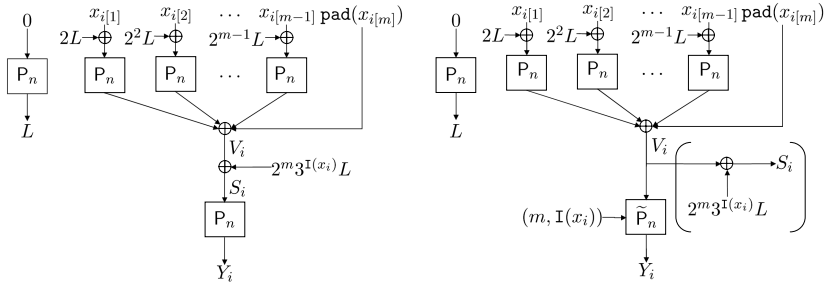 0 x_{i[1]} x_{i[2]} ⋯ x_{i[m−1]} pad(x_{i[m]})
2L 2^2L 2^{m−1}L
P_n P_n P_n ⋯ P_n
L
V_i
2^m3^{I(x_i)}L
S_i
P_n
Y_i
0 x_{i[1]} x_{i[2]} ⋯ x_{i[m−1]} pad(x_{i[m]})
2L 2^2L 2^{m−1}L
P_n P_n P_n ⋯ P_n
L
V_i
S_i
2^m3^{I(x_i)}L
(m, I(x_i)) P̃_n
Y_i